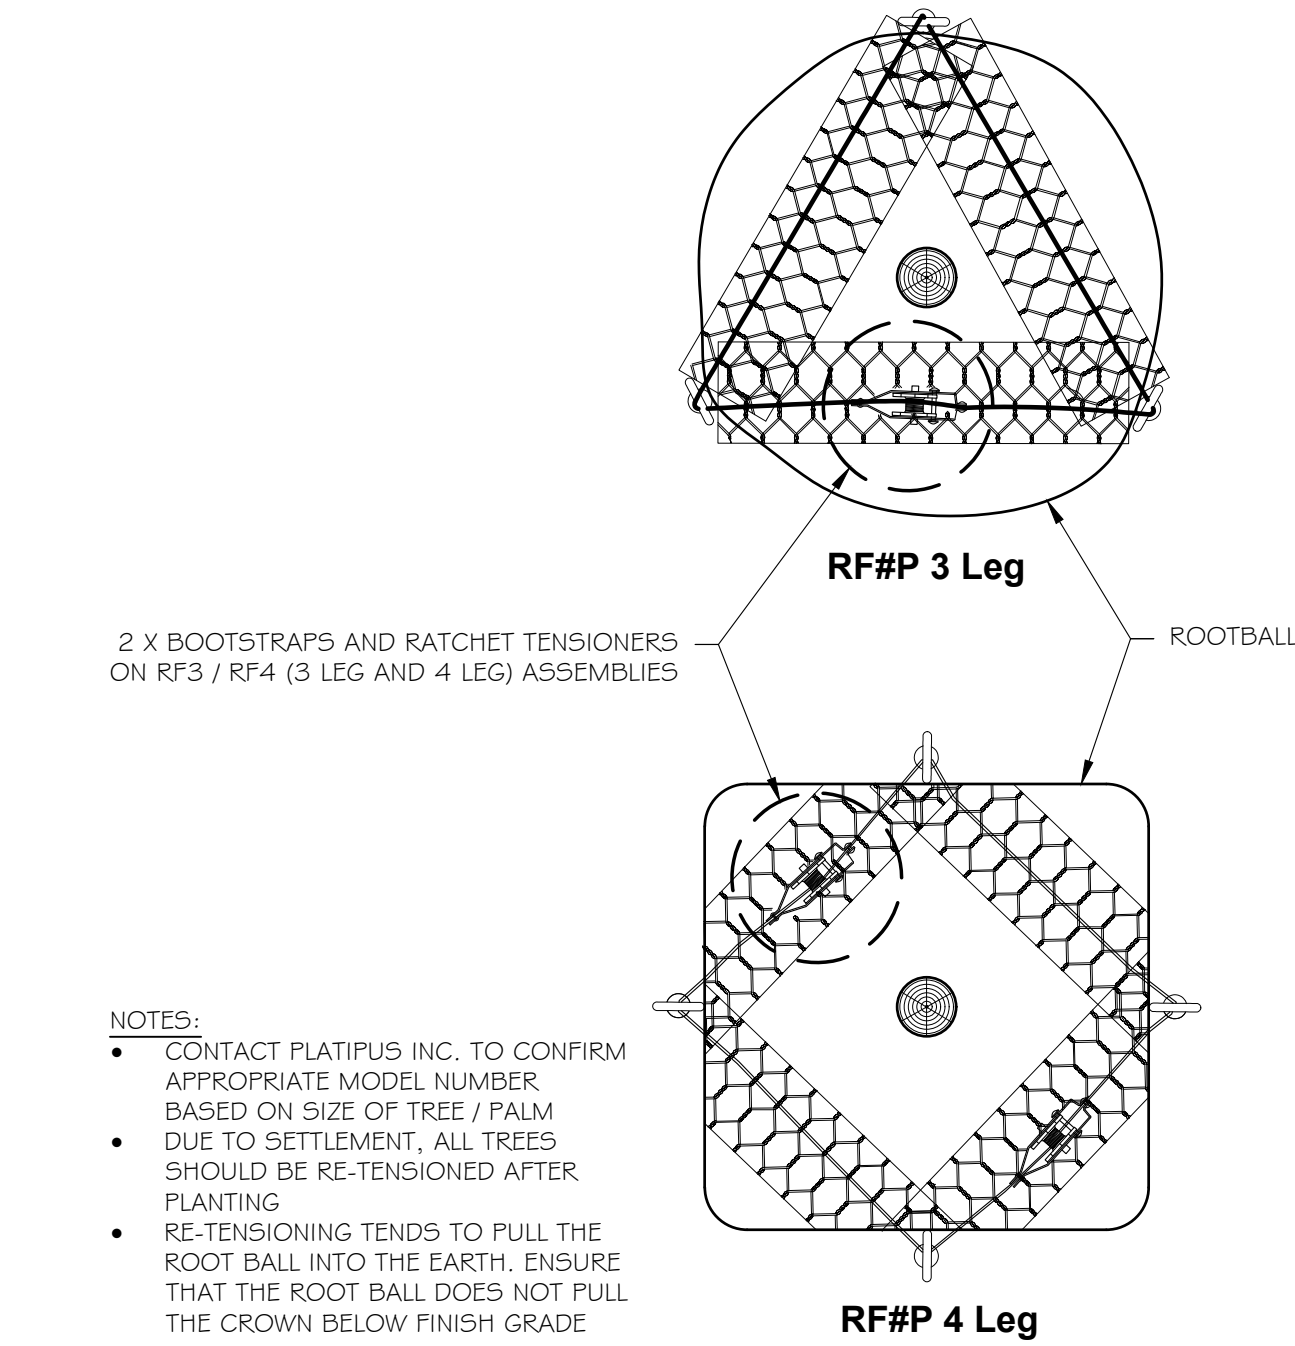 RF#P 3 Leg
2 X BOOTSTRAPS AND RATCHET TENSIONERS
ON RF3 / RF4 (3 LEG AND 4 LEG) ASSEMBLIES
ROOTBALL
NOTES:
• CONTACT PLATIPUS INC. TO CONFIRM
APPROPRIATE MODEL NUMBER
BASED ON SIZE OF TREE / PALM
• DUE TO SETTLEMENT, ALL TREES
SHOULD BE RE-TENSIONED AFTER
PLANTING
• RE-TENSIONING TENDS TO PULL THE
ROOT BALL INTO THE EARTH. ENSURE
THAT THE ROOT BALL DOES NOT PULL
THE CROWN BELOW FINISH GRADE
RF#P 4 Leg